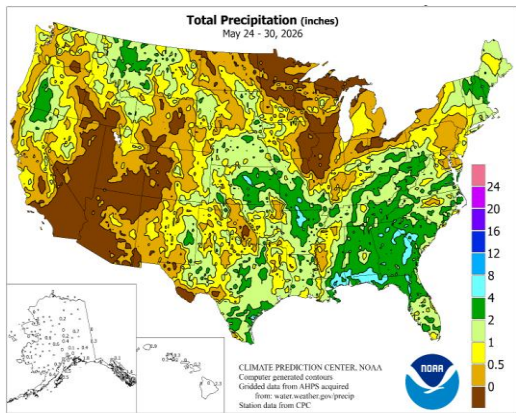 Total Precipitation (inches)
May 24 - 30, 2026
24
20
16
12
8
4
2
1
0.5
0
CLIMATE PREDICTION CENTER, NOAA
Computer generated contours
Gridded data from AHPS acquired
from: water.weather.gov/precip
Station data from CPC
NOAA